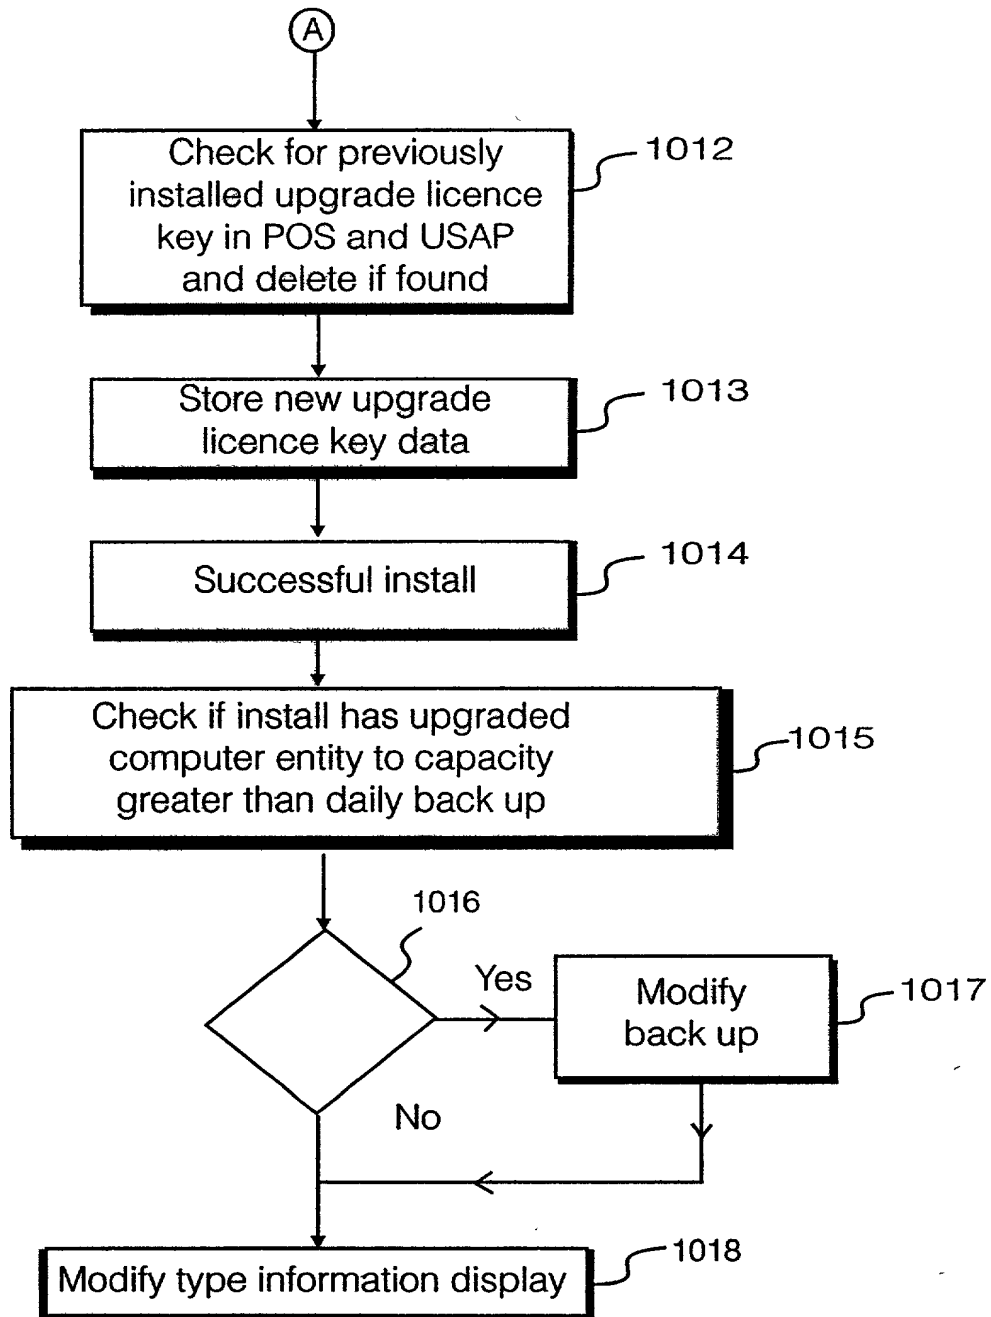 A
Check for previously
installed upgrade licence
key in POS and USAP
and delete if found
1012
Store new upgrade
licence key data
1013
Successful install
1014
Check if install has upgraded
computer entity to capacity
greater than daily back up
1015
1016
Yes
Modify
back up
1017
No
Modify type information display
1018